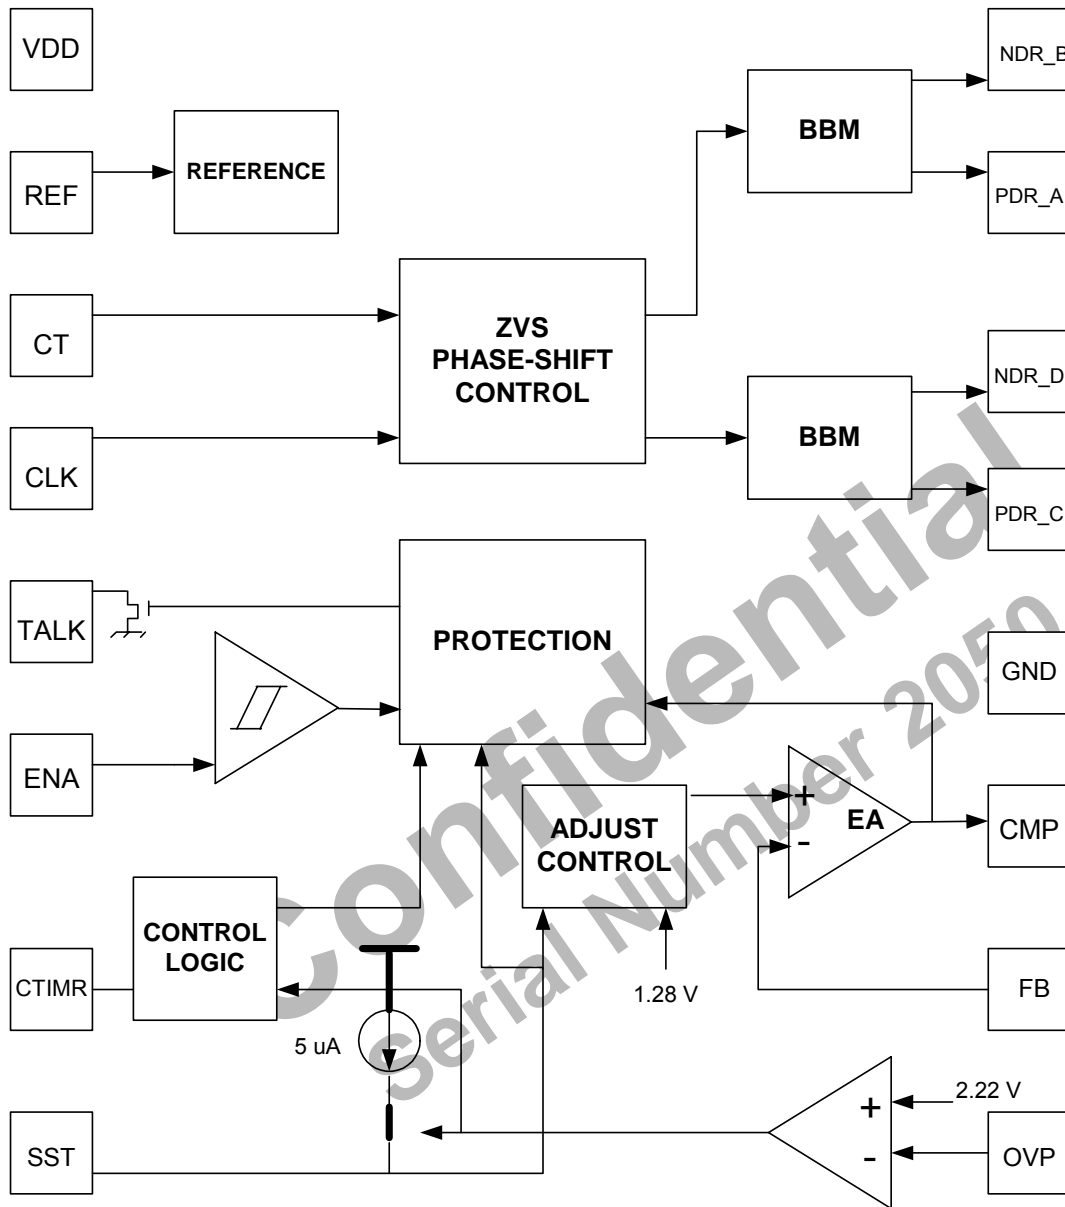 VDD
NDR_B
BBM
REFERENCE
REF
PDR_A
ZVS
PHASE-SHIFT
CONTROL
CT
NDR_D
BBM
CLK
PDR_C
TALK
PROTECTION
GND
ENA
+
EA
-
ADJUST
CONTROL
CMP
CONTROL
LOGIC
CTIMR
1.28 V
FB
5 uA
2.22 V
+
-
SST
OVP
Confidential
Serial Number 2050